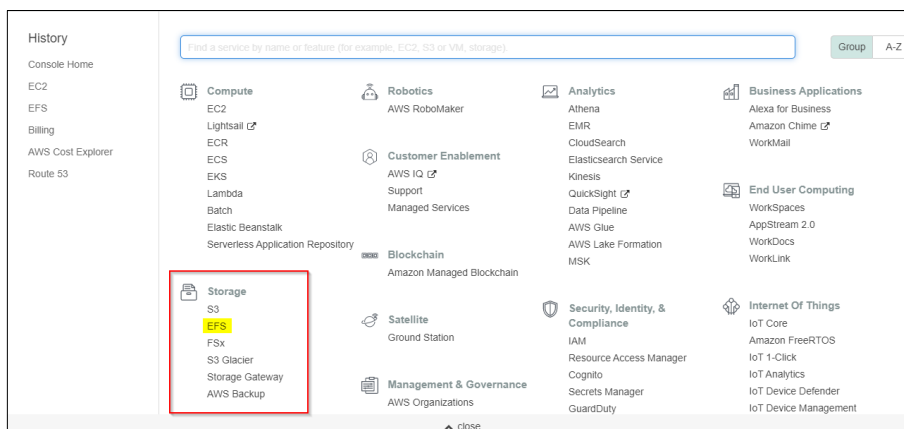 History
Console Home
EC2
EFS
Billing
AWS Cost Explorer
Route 53
Find a service by name or feature (for example, EC2, S3 or VM, storage).
Group
A-Z
Compute
EC2
Lightsail
ECR
ECS
EKS
Lambda
Batch
Elastic Beanstalk
Serverless Application Repository
Storage
S3
EFS
FSx
S3 Glacier
Storage Gateway
AWS Backup
Robotics
AWS RoboMaker
Customer Enablement
AWS IQ
Support
Managed Services
Blockchain
Amazon Managed Blockchain
Satellite
Ground Station
Management & Governance
AWS Organizations
Analytics
Athena
EMR
CloudSearch
Elasticsearch Service
Kinesis
QuickSight
Data Pipeline
AWS Glue
AWS Lake Formation
MSK
Security, Identity, &
Compliance
IAM
Resource Access Manager
Cognito
Secrets Manager
GuardDuty
Business Applications
Alexa for Business
Amazon Chime
WorkMail
End User Computing
WorkSpaces
AppStream 2.0
WorkDocs
WorkLink
Internet Of Things
IoT Core
Amazon FreeRTOS
IoT 1-Click
IoT Analytics
IoT Device Defender
IoT Device Management
close